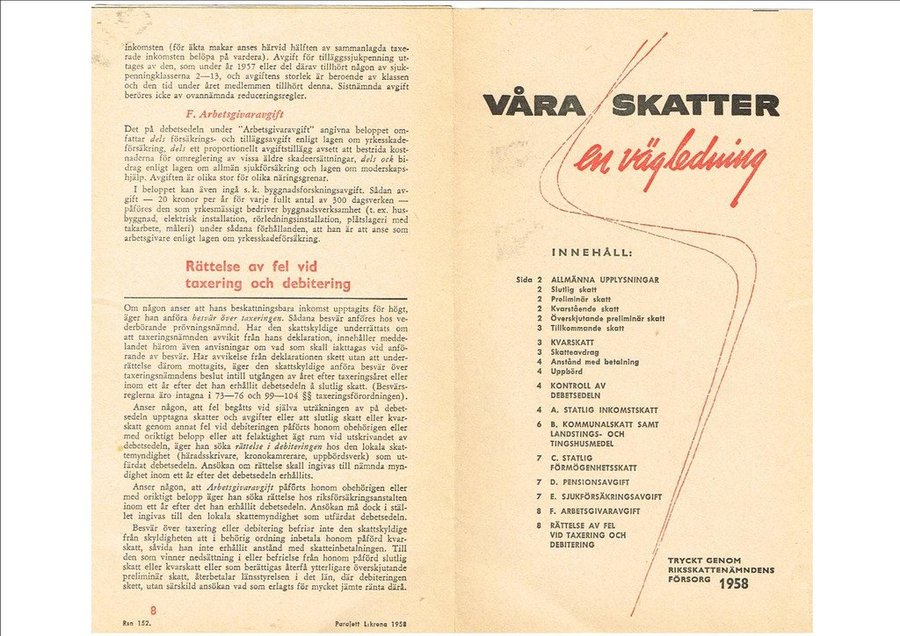 inkomsten (för äkta makar anses härvid hälften av sammanlagda taxe-
rade inkomsten belöpa på vardera). Avgift för tilläggssjukpenning ut-
tages av den, som under år 1957 eller del därav tillhört någon av sjuk-
penningklasserna 2—13, och avgiftens storlek är beroende av klassen
och den tid under året medlemmen tillhört denna. Sistnämnda avgift
beröres icke av ovannämnda reduceringsregler.
F. Arbetsgivaravgift
Det på debetsedeln under "Arbetsgivaravgift" angivna beloppet om-
fattar dels försäkrings- och tilläggsavgift enligt lagen om yrkesskade-
försäkring, dels ett proportionellt avgiftstillägg avsett att bestrida kost-
naderna för omreglering av vissa äldre skadeersättningar, dels ock bi-
drag enligt lagen om allmän sjukförsäkring och lagen om moderskaps-
hjälp. Avgiften är olika stor för olika näringsgrenar.
I beloppet kan även ingå s. k. byggnadsforskningsavgift. Sådan av-
gift — 20 kronor per år för varje fullt antal av 300 dagsverken —
påföres den som yrkesmässigt bedriver byggnadsverksamhet (t. ex. hus-
byggnad, elektrisk installation, rörledningsinstallation, plåtslageri med
takarbete, måleri) under sådana förhållanden, att han är att anse som
arbetsgivare enligt lagen om yrkesskadeförsäkring.
Rättelse av fel vid
taxering och debitering
Om någon anser att hans beskattningsbara inkomst upptagits för högt,
äger han anföra besvär över taxeringen. Sådana besvär anföres hos ve-
derbörande prövningsnämnd. Har den skattskyldige underrättats om
att taxeringsnämnden avvikit från hans deklaration, innehåller medde-
landet härom även anvisningar om vad som skall iakttagas vid anfö-
rande av besvär. Har avvikelse från deklarationen skett utan att under-
rättelse därom mottagits, äger den skattskyldige anföra besvär över
taxeringsnämndens beslut intill utgången av året efter taxeringsåret eller
inom ett år efter det han erhållit debetsedeln å slutlig skatt. (Besvärs-
reglerna äro intagna i 73—76 och 99—104 §§ taxeringsförordningen).
Anser någon, att fel begåtts vid själva uträkningen av på debet-
sedeln upptagna skatter och avgifter eller att slutlig skatt eller kvar-
skatt genom annat fel vid debiteringen påförts honom obehörigen eller
med oriktigt belopp eller att felaktighet ägt rum vid utskrivandet av
debetsedeln, äger han söka rättelse i debiteringen hos den lokala skat-
temyndighet (häradsskrivare, kronokamrerare, uppbördsverk) som ut-
färdat debetsedeln. Ansökan om rättelse skall ingivas till nämnda myn-
dighet inom ett år efter det debetsedeln erhållits.
Anser någon, att Arbetsgivaravgift påförts honom obehörigen eller
med oriktigt belopp äger han söka rättelse hos riksförsäkringsanstalten
inom ett år efter det han erhållit debetsedeln. Ansökan må dock i stäl-
let ingivas till den lokala skattemyndighet som utfärdat debetsedeln.
Besvär över taxering eller debitering befriar inte den skattskyldige
från skyldigheten att i behörig ordning inbetala honom påförd kvar-
skatt, såvida han inte erhållit anstånd med skatteinbetalningen. Till
den som vinner nedsättning i eller befrielse från honom påförd slutlig
skatt eller kvarskatt eller som berättigas återfå ytterligare överskjutande
preliminär skatt, återbetalar länsstyrelsen i det län, där debiteringen
skett, utan särskild ansökan vad som erlagts för mycket jämte ränta därå.
8
Rsn 152.
Parajett Lskrona 1958
VÅRA SKATTER
en vägledning
INNEHÅLL:
Sida 2 ALLMÄNNA UPPLYSNINGAR
2 Slutlig skatt
2 Preliminär skatt
2 Kvarstående skatt
2 Överskjutande preliminär skatt
3 Tillkommande skatt
3 KVARSKATT
3 Skatteavdrag
4 Anstånd med betalning
4 Uppbörd
4 KONTROLL AV
DEBETSEDELN
4 A. STATLIG INKOMSTSKATT
6 B. KOMMUNALSKATT SAMT
LANDSTINGS- OCH
TINGSHUSMEDEL
7 C. STATLIG
FÖRMÖGENHETSSKATT
7 D. PENSIONSAVGIFT
7 E. SJUKFÖRSÄKRINGSAVGIFT
8 F. ARBETSGIVARAVGIFT
8 RÄTTELSE AV FEL
VID TAXERING OCH
DEBITERING
TRYCKT GENOM
RIKSSKATTENÄMNDENS
FÖRSORG 1958